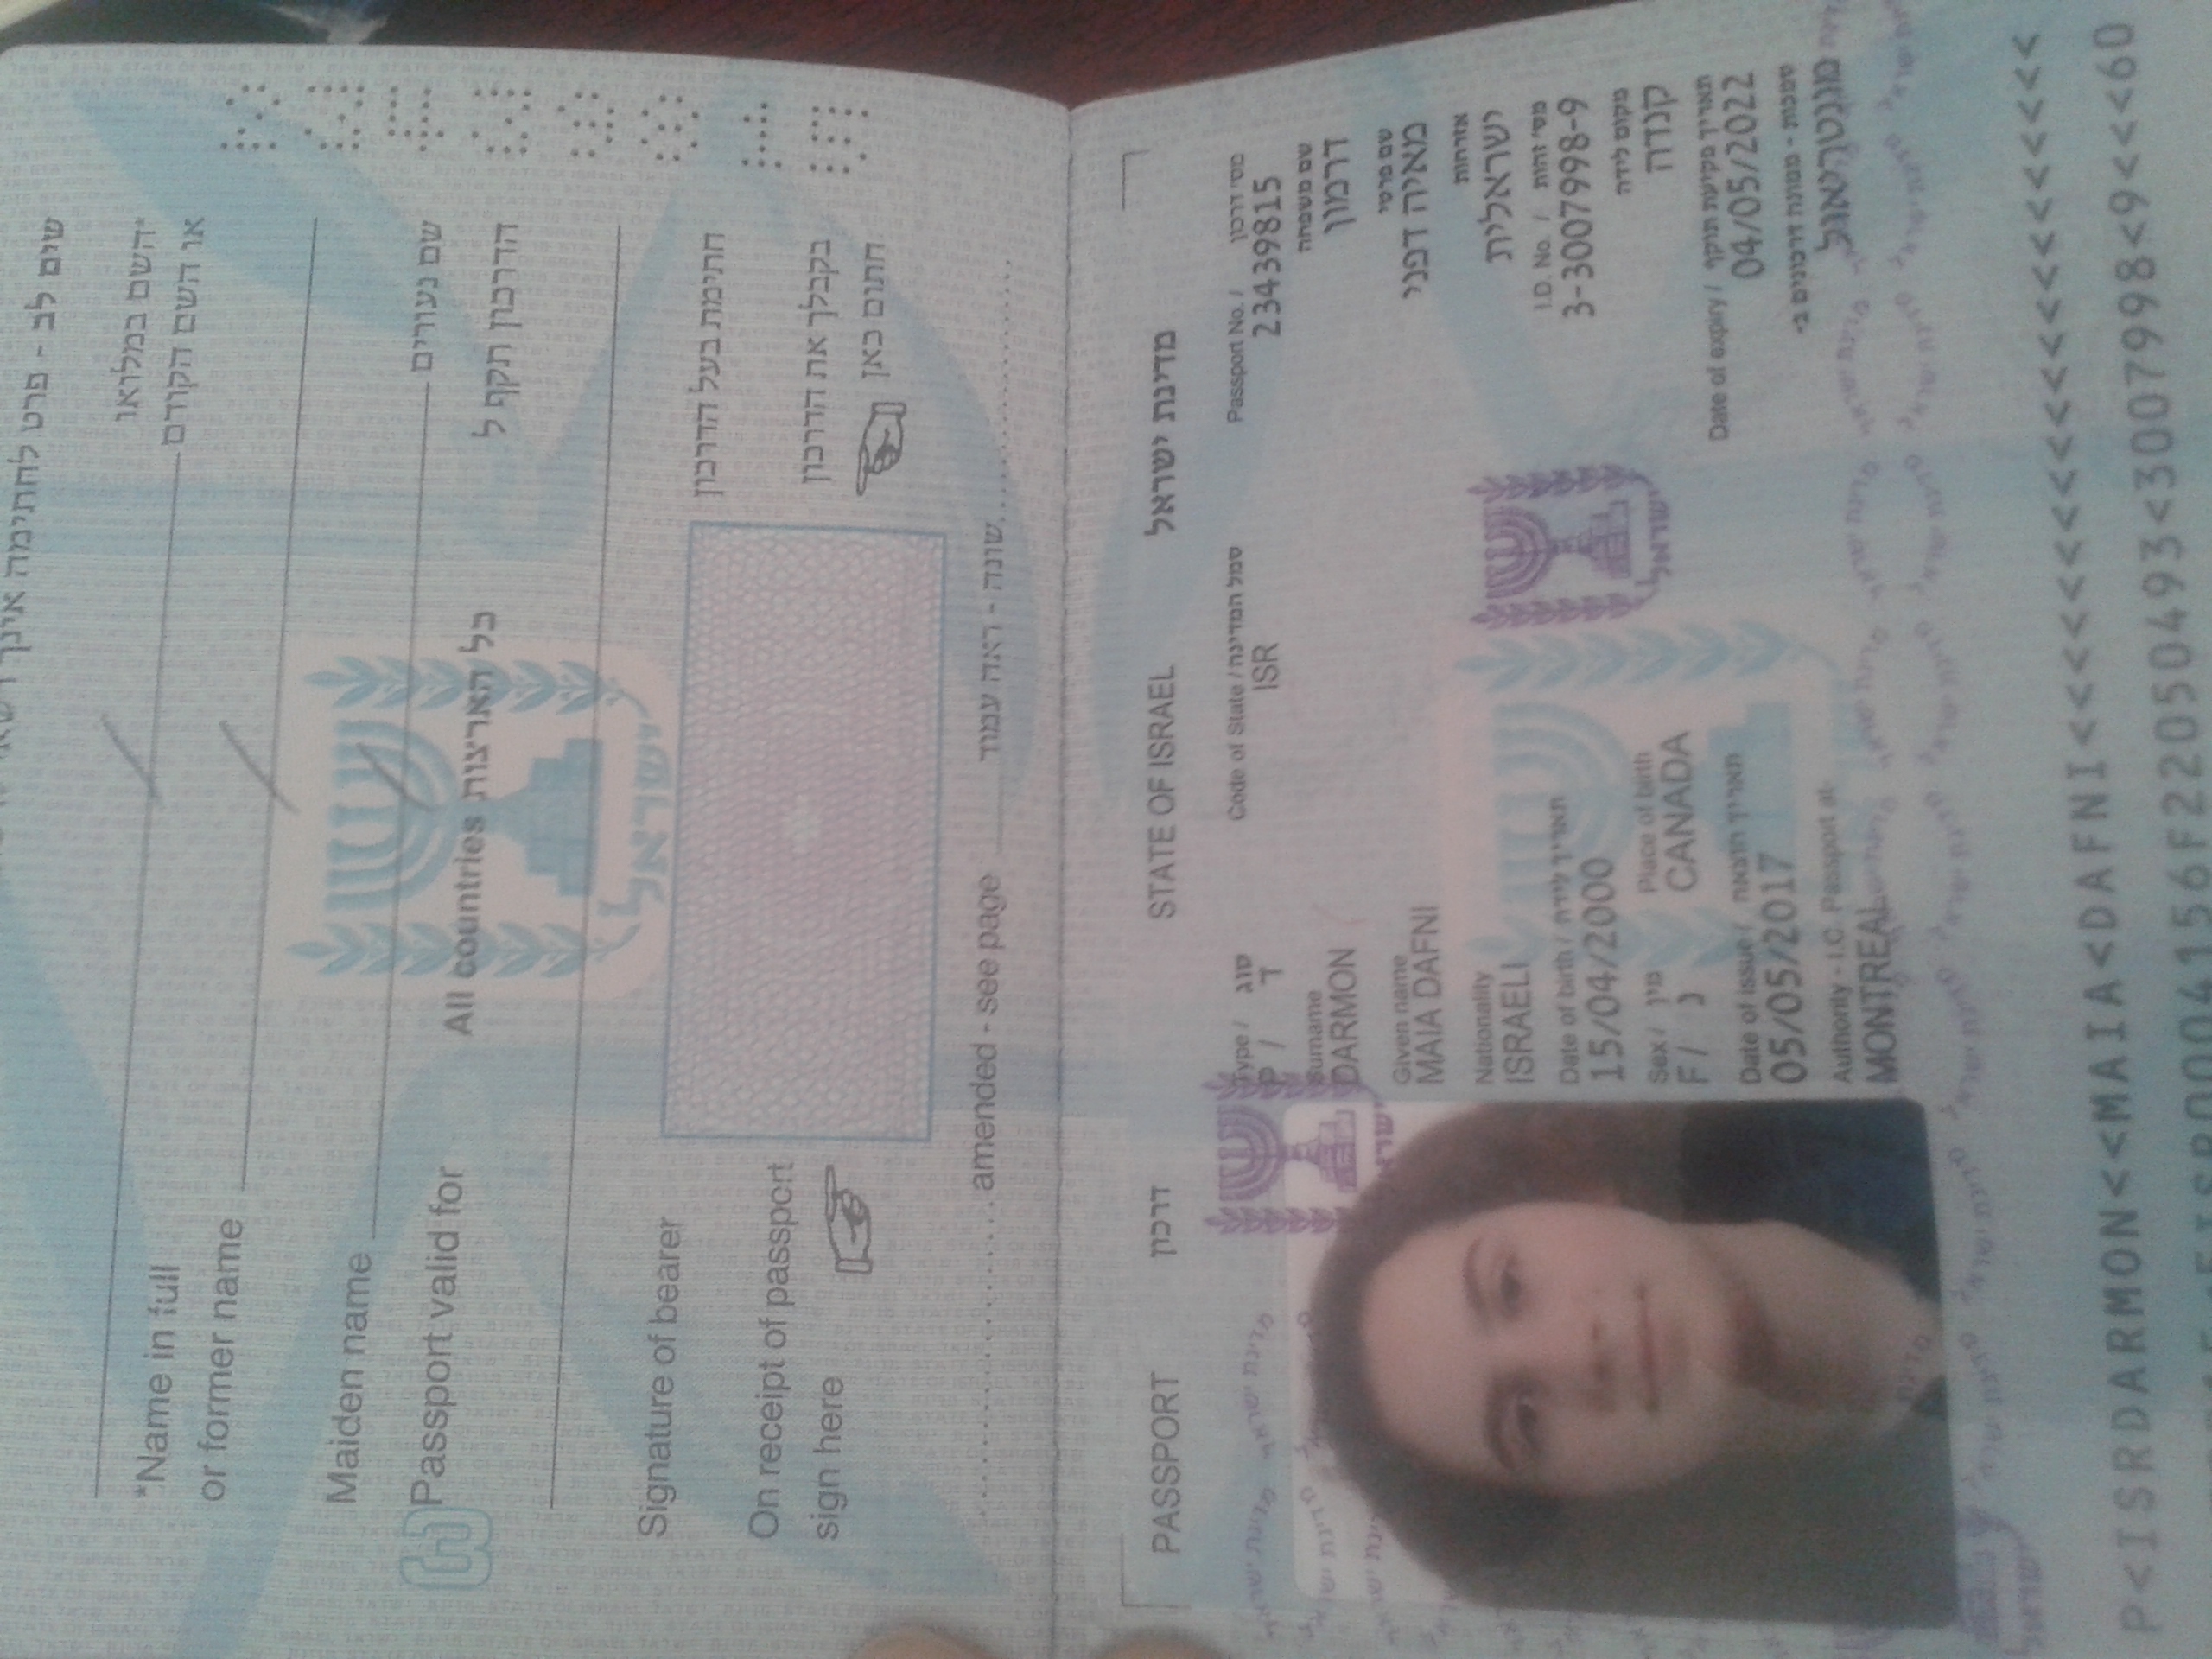 שים לב - פרט לחתימה אינך
*Name in full השם במלואו*
or former name או השם הקודם
Maiden name שם נעורים
Passport valid for All countries כל הארצות הדרכון תקף ל
ישראל
Signature of bearer חתימת בעל הדרכון
On receipt of passport בקבלך את הדרכון
sign here חתום כאן
amended - see page שונה - ראה עמוד
PASSPORT דרכון STATE OF ISRAEL מדינת ישראל
Type / סוג Code of State / סמל המדינה Passport No. / מס' דרכון
P / ד ISR 23439815
Surname שם משפחה
DARMON דרמון
Given name שם פרטי
MAIA DAFNI מאיה דפני
Nationality אזרחות
ISRAELI ישראלית
Date of birth / תאריך לידה I.D. No. / מס' זהות
15/04/2000 3-3007998-9
Sex / מין Place of birth מקום לידה
F / נ CANADA קנדה
Date of issue / תאריך הוצאה Date of expiry / תאריך פקיעת תוקף
05/05/2017 04/05/2022
Authority - I.C. Passport at- סמכות - ממונה דרכונים ב-
MONTREAL מונטריאול
ישראל
P<ISRDARMON<<MAIA<DAFNI<<<<<<<<<<<<<<<<<<<<<
0004156F22050493<3007998<9<<<60